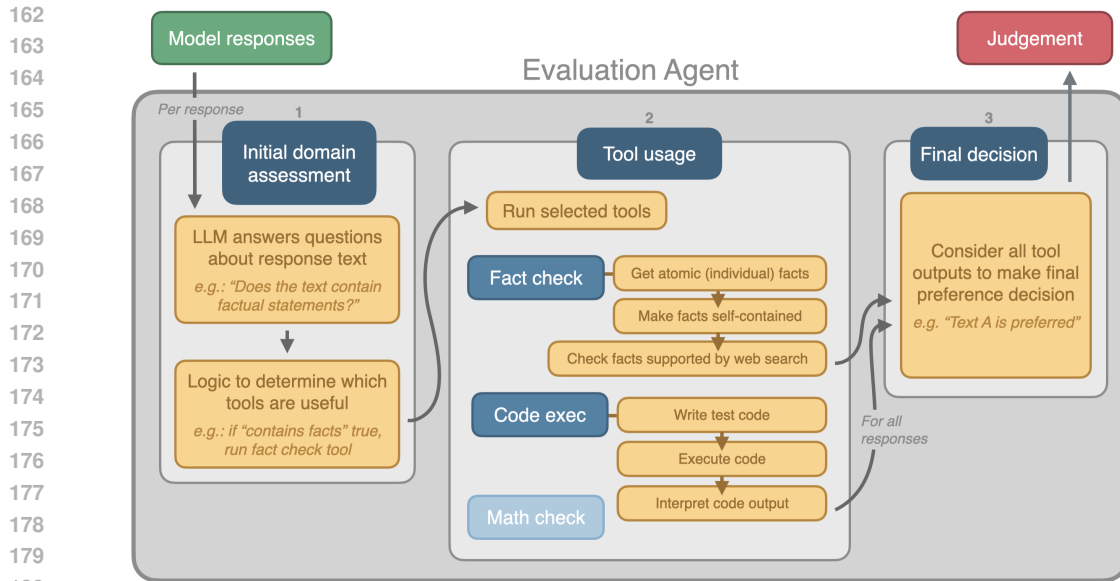 162
163
164
165
166
167
168
169
170
171
172
173
174
175
176
177
178
179
Model responses
Judgement
Evaluation Agent
Per response
1
Initial domain
assessment
LLM answers questions
about response text
e.g.: “Does the text contain
factual statements?”
Logic to determine which
tools are useful
e.g.: if “contains facts” true,
run fact check tool
2
Tool usage
Run selected tools
Fact check
Get atomic (individual) facts
Make facts self-contained
Check facts supported by web search
Code exec
Write test code
Execute code
Interpret code output
Math check
For all
responses
3
Final decision
Consider all tool
outputs to make final
preference decision
e.g. “Text A is preferred”